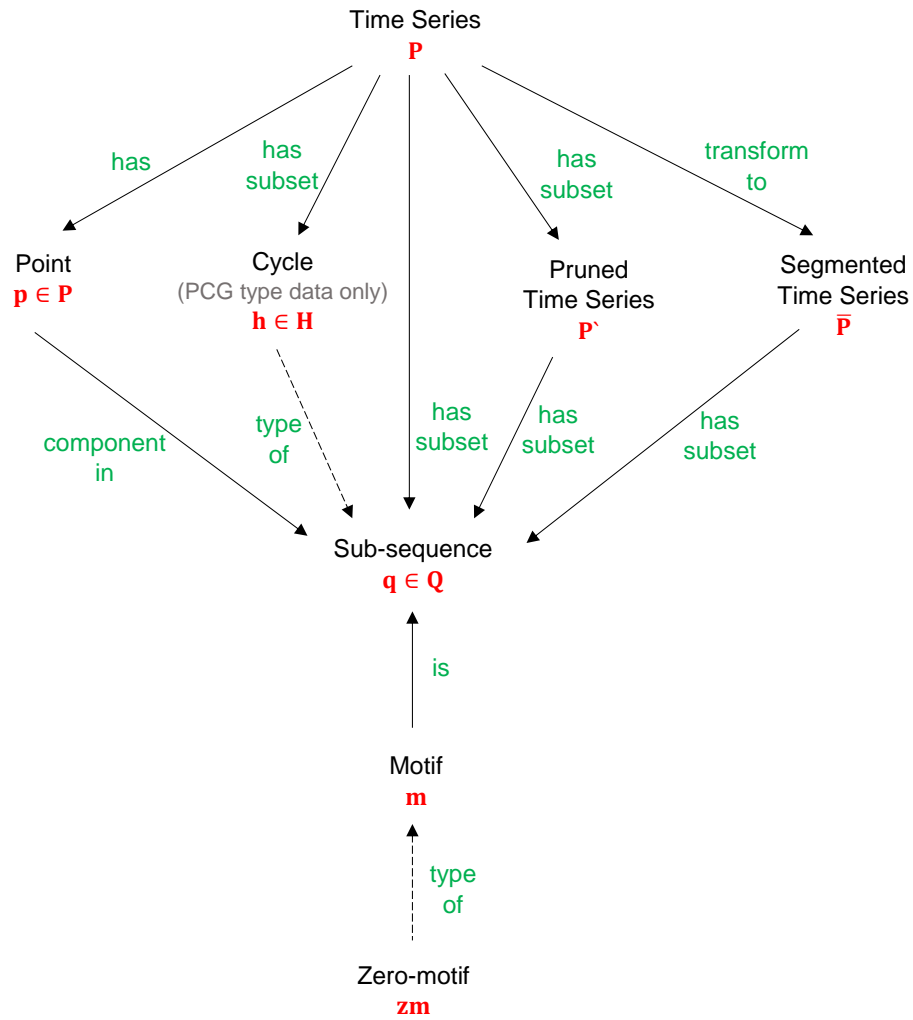 Time Series
P
has
has
subset
has
subset
transform
to
Point
p ∈ P
Cycle
(PCG type data only)
h ∈ H
Pruned
Time Series
P`
Segmented
Time Series
P̅
component
in
type
of
has
subset
has
subset
has
subset
Sub-sequence
q ∈ Q
is
Motif
m
type
of
Zero-motif
zm